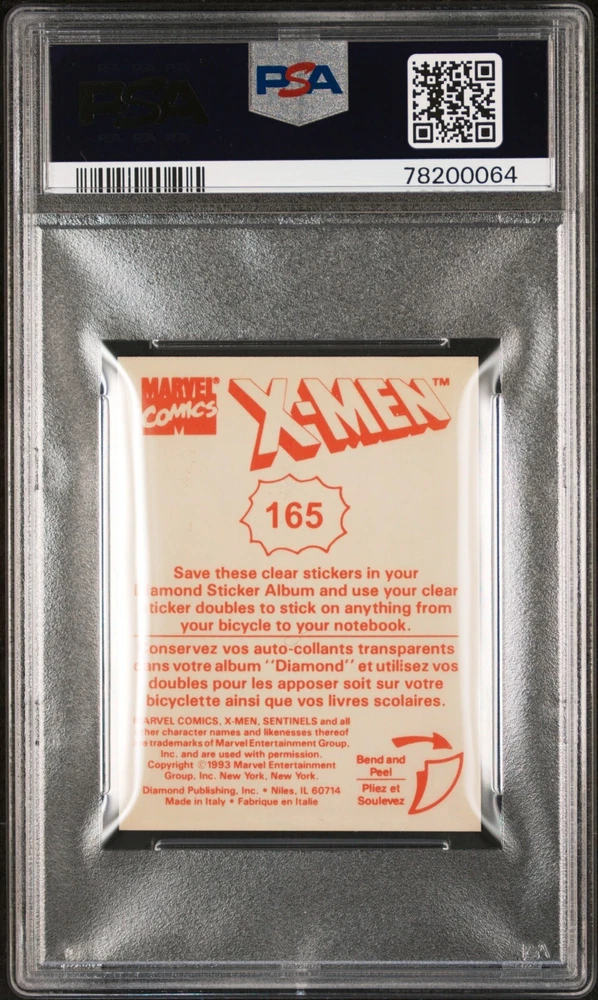 PSA
78200064
MARVEL®
COMICS
X-MEN™
165
Save these clear stickers in your
Diamond Sticker Album and use your clear
sticker doubles to stick on anything from
your bicycle to your notebook.
Conservez vos auto-collants transparents
dans votre album "Diamond" et utilisez vos
doubles pour les apposer soit sur votre
bicyclette ainsi que vos livres scolaires.
MARVEL COMICS, X-MEN, SENTINELS and all
other character names and likenesses thereof
are trademarks of Marvel Entertainment Group,
Inc. and are used with permission.
Copyright ©1993 Marvel Entertainment
Group, Inc. New York, New York.
Diamond Publishing, Inc. • Niles, IL 60714
Made in Italy • Fabrique en Italie
Bend and
Peel
Pliez et
Soulevez